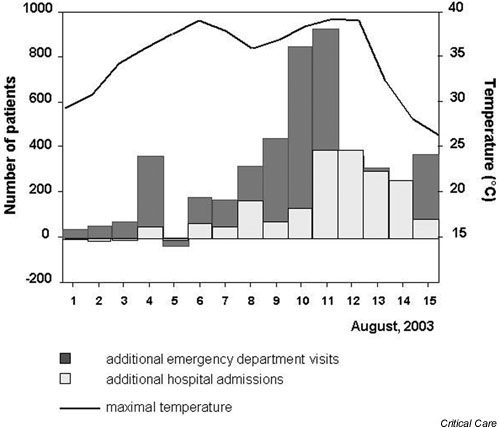 1000
800
600
400
200
0
-200
Number of patients
40
35
30
25
20
15
Temperature (°C)
1 2 3 4 5 6 7 8 9 10 11 12 13 14 15
August, 2003
additional emergency department visits
additional hospital admissions
maximal temperature
Critical Care